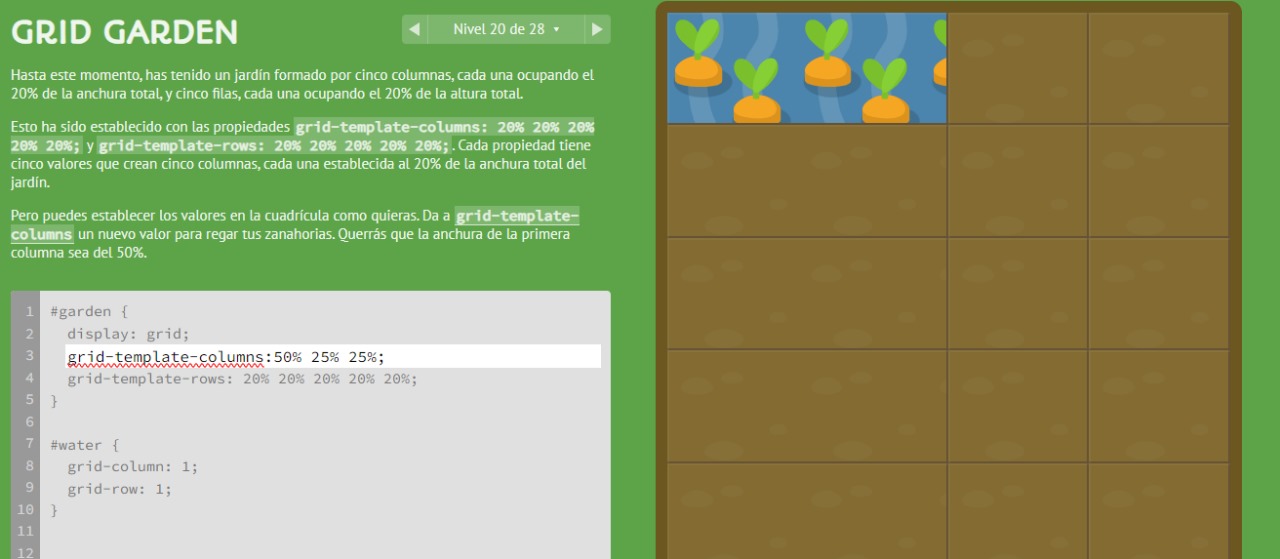 GRID GARDEN
Nivel 20 de 28
Hasta este momento, has tenido un jardín formado por cinco columnas, cada una ocupando el
20% de la anchura total, y cinco filas, cada una ocupando el 20% de la altura total.
Esto ha sido establecido con las propiedades grid-template-columns: 20% 20% 20%
20% 20%; y grid-template-rows: 20% 20% 20% 20% 20%;. Cada propiedad tiene
cinco valores que crean cinco columnas, cada una establecida al 20% de la anchura total del
jardín.
Pero puedes establecer los valores en la cuadrícula como quieras. Da a grid-template-
columns un nuevo valor para regar tus zanahorias. Querrás que la anchura de la primera
columna sea del 50%.
1 #garden {
2 display: grid;
3 grid-template-columns:50% 25% 25%;
4 grid-template-rows: 20% 20% 20% 20% 20%;
5 }
6
7 #water {
8 grid-column: 1;
9 grid-row: 1;
10 }
11
12